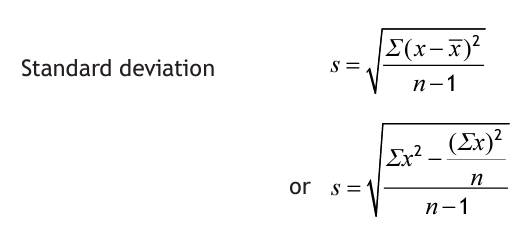 Standard deviation s = √(Σ(x − x̄)² / (n − 1))
or s = √((Σx² − (Σx)² / n) / (n − 1))